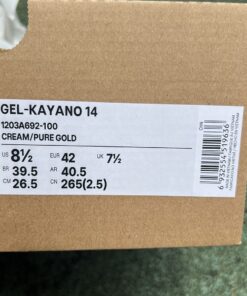 GEL-KAYANO 14
1203A692-100
CREAM/PURE GOLD
US 8½ EUR 42 UK 7½
BR 39.5 AR 40.5
CM 26.5 CN 265(2.5)